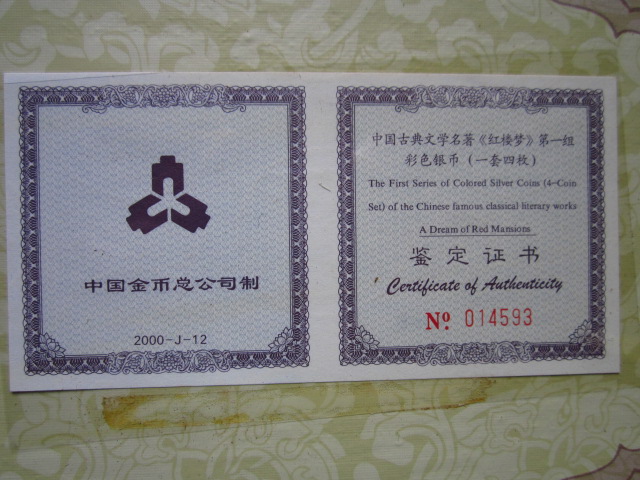 中国金币总公司制
2000-J-12
中国古典文学名著《红楼梦》第一组
彩色银币（一套四枚）
The First Series of Colored Silver Coins (4-Coin
Set) of the Chinese famous classical literary works
A Dream of Red Mansions
鉴定证书
Certificate of Authenticity
Nº 014593